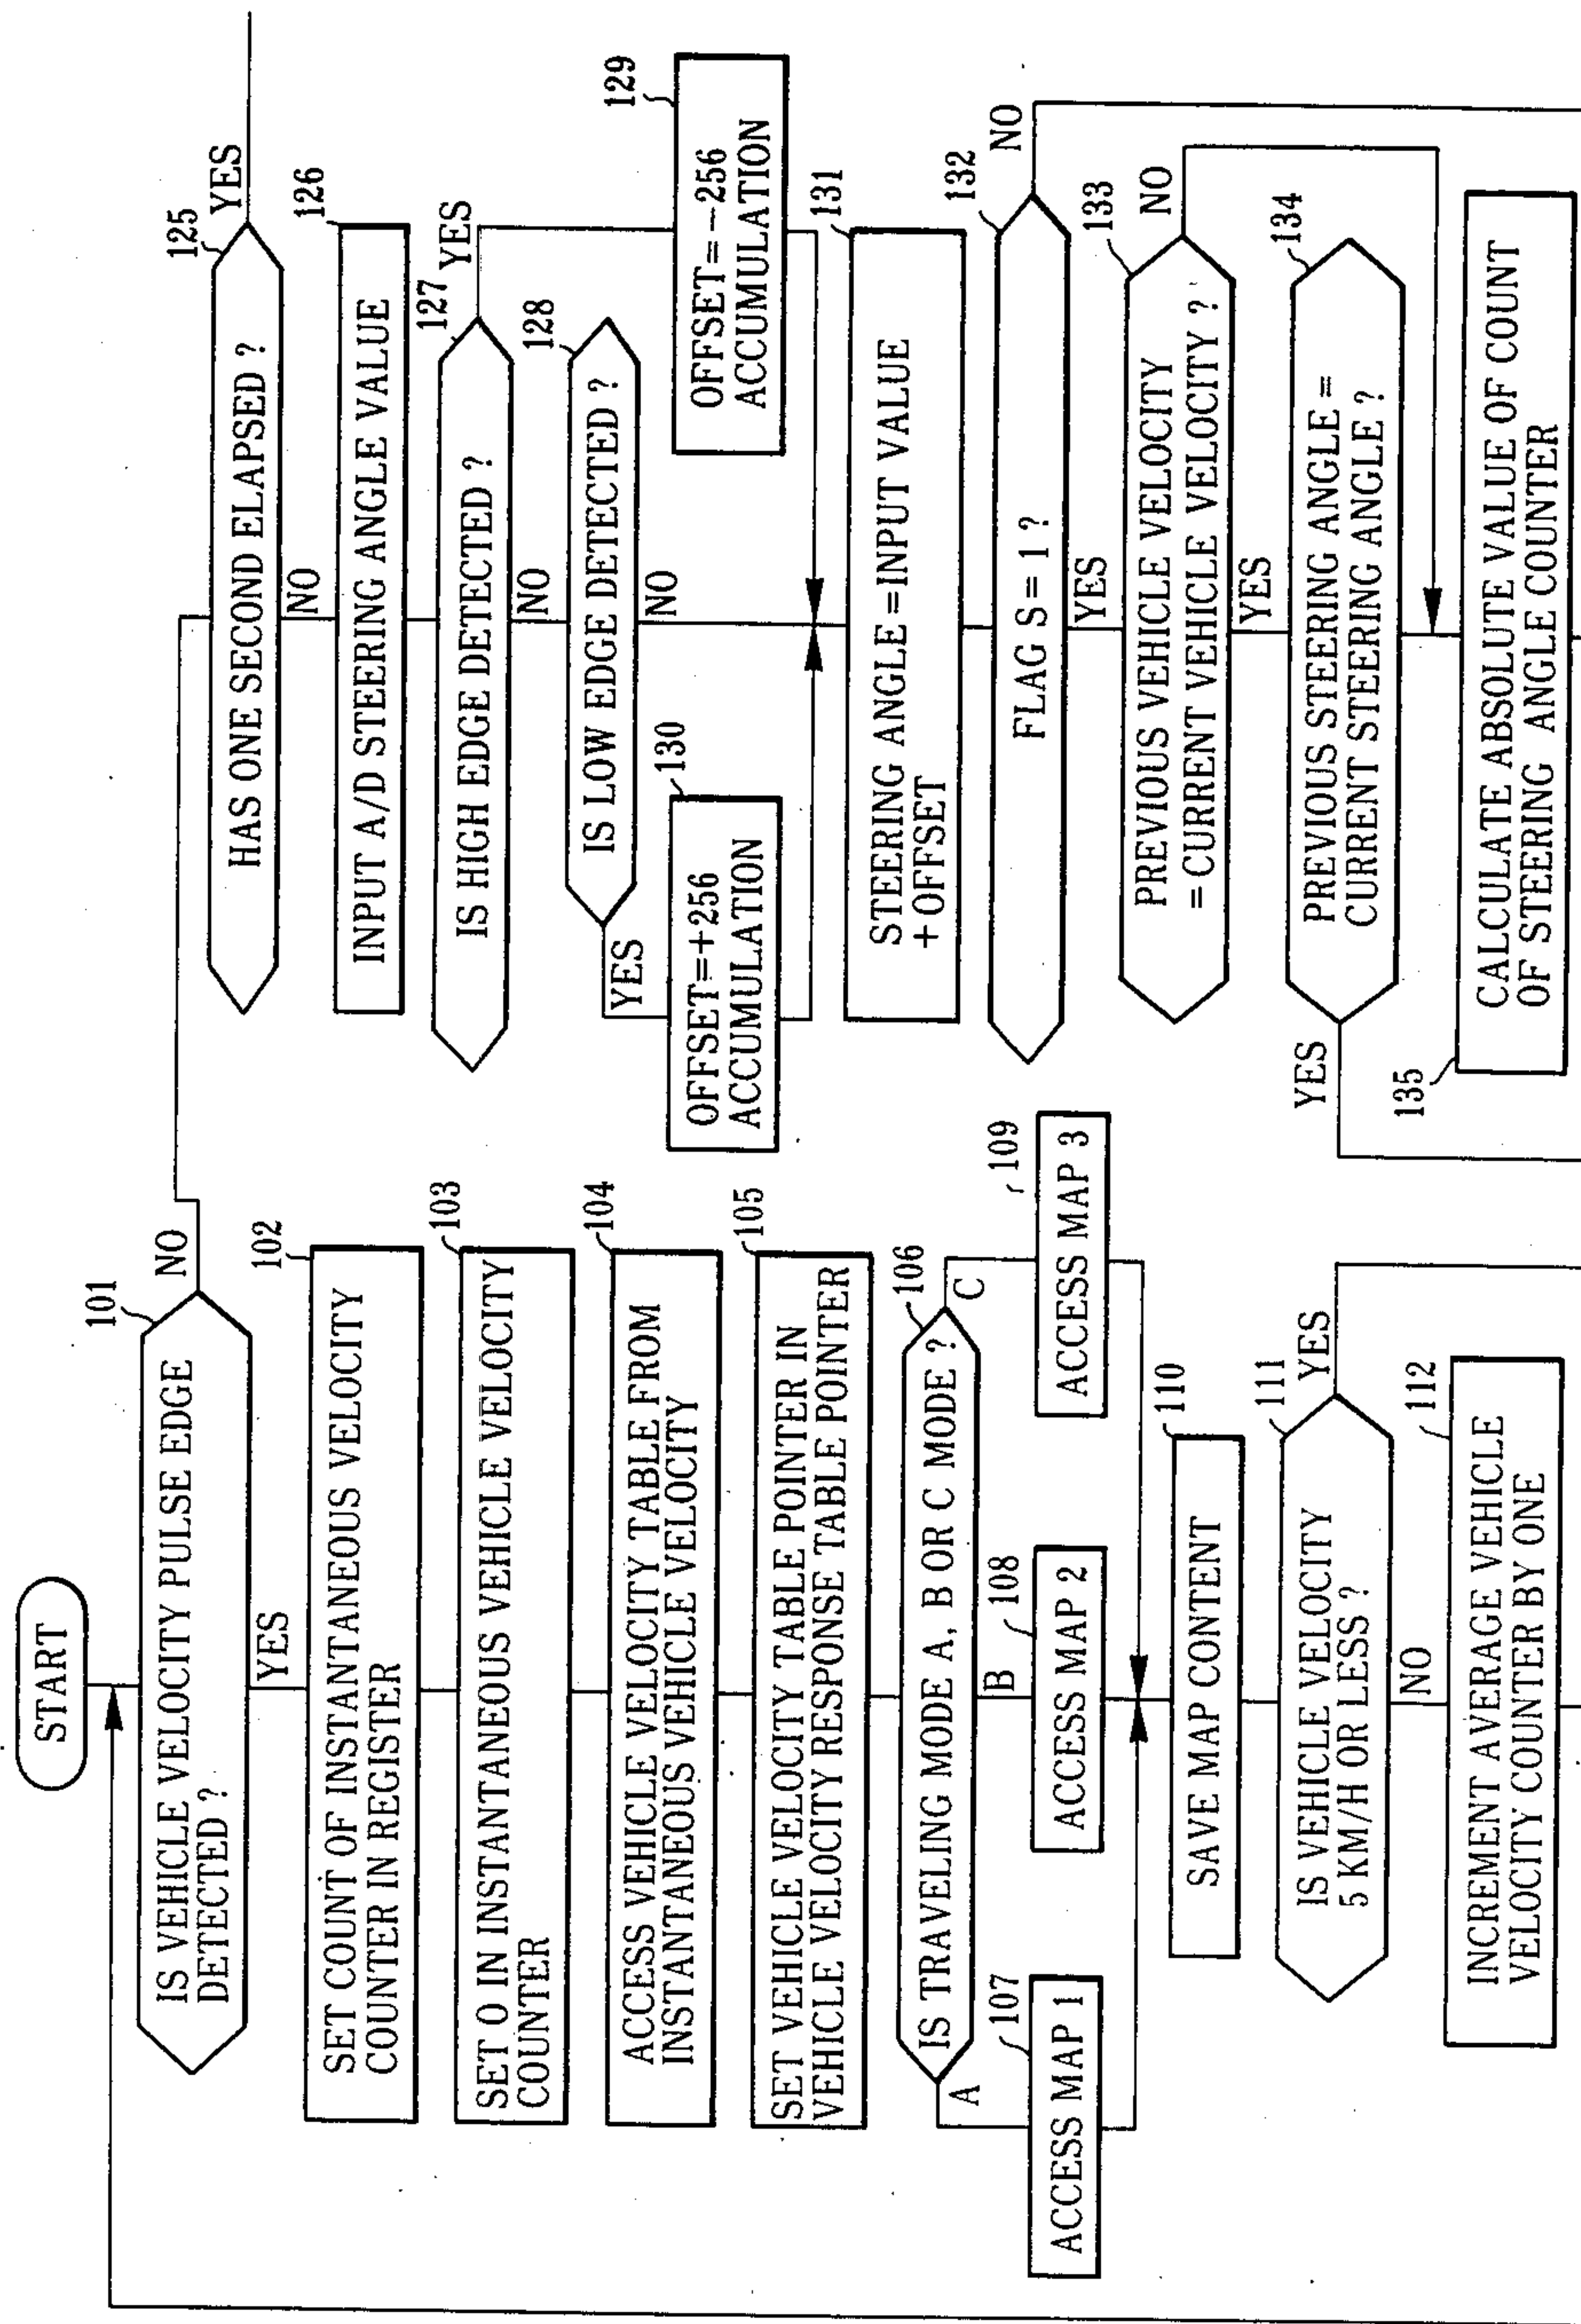 START
101
IS VEHICLE VELOCITY PULSE EDGE
DETECTED ?
NO
YES
102
SET COUNT OF INSTANTANEOUS VELOCITY
COUNTER IN REGISTER
103
SET O IN INSTANTANEOUS VEHICLE VELOCITY
COUNTER
104
ACCESS VEHICLE VELOCITY TABLE FROM
INSTANTANEOUS VEHICLE VELOCITY
105
SET VEHICLE VELOCITY TABLE POINTER IN
VEHICLE VELOCITY RESPONSE TABLE POINTER
106
IS TRAVELING MODE A, B OR C MODE ?
A
B
C
107
ACCESS MAP 1
108
ACCESS MAP 2
109
ACCESS MAP 3
110
SAVE MAP CONTENT
111
IS VEHICLE VELOCITY
5 KM/H OR LESS ?
YES
NO
112
INCREMENT AVERAGE VEHICLE
VELOCITY COUNTER BY ONE
125
HAS ONE SECOND ELAPSED ?
YES
NO
126
INPUT A/D STEERING ANGLE VALUE
127
IS HIGH EDGE DETECTED ?
YES
NO
128
IS LOW EDGE DETECTED ?
YES
NO
129
OFFSET=−256
ACCUMULATION
130
OFFSET=+256
ACCUMULATION
131
STEERING ANGLE =INPUT VALUE
+ OFFSET
132
FLAG S = 1 ?
NO
YES
133
PREVIOUS VEHICLE VELOCITY
= CURRENT VEHICLE VELOCITY ?
NO
YES
134
PREVIOUS STEERING ANGLE =
CURRENT STEERING ANGLE ?
YES
135
CALCULATE ABSOLUTE VALUE OF COUNT
OF STEERING ANGLE COUNTER